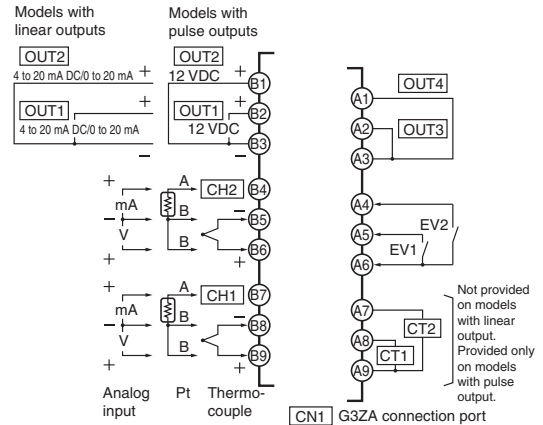 Models with
linear outputs
Models with
pulse outputs
OUT2
4 to 20 mA DC/0 to 20 mA
+
OUT2
12 VDC
+
B1
OUT1
4 to 20 mA DC/0 to 20 mA
+
OUT1
12 VDC
+
B2
−
−
B3
+
mA
−
V
+
A
B
B
CH2
−
+
B4
B5
B6
+
mA
−
V
+
A
B
B
CH1
−
+
B7
B8
B9
Analog
input
Pt
Thermo-
couple
A1
OUT4
A2
OUT3
A3
A4
A5
EV1
EV2
A6
A7
CT2
A8
CT1
A9
Not provided
on models
with linear
output.
Provided only
on models
with pulse
output.
CN1 G3ZA connection port